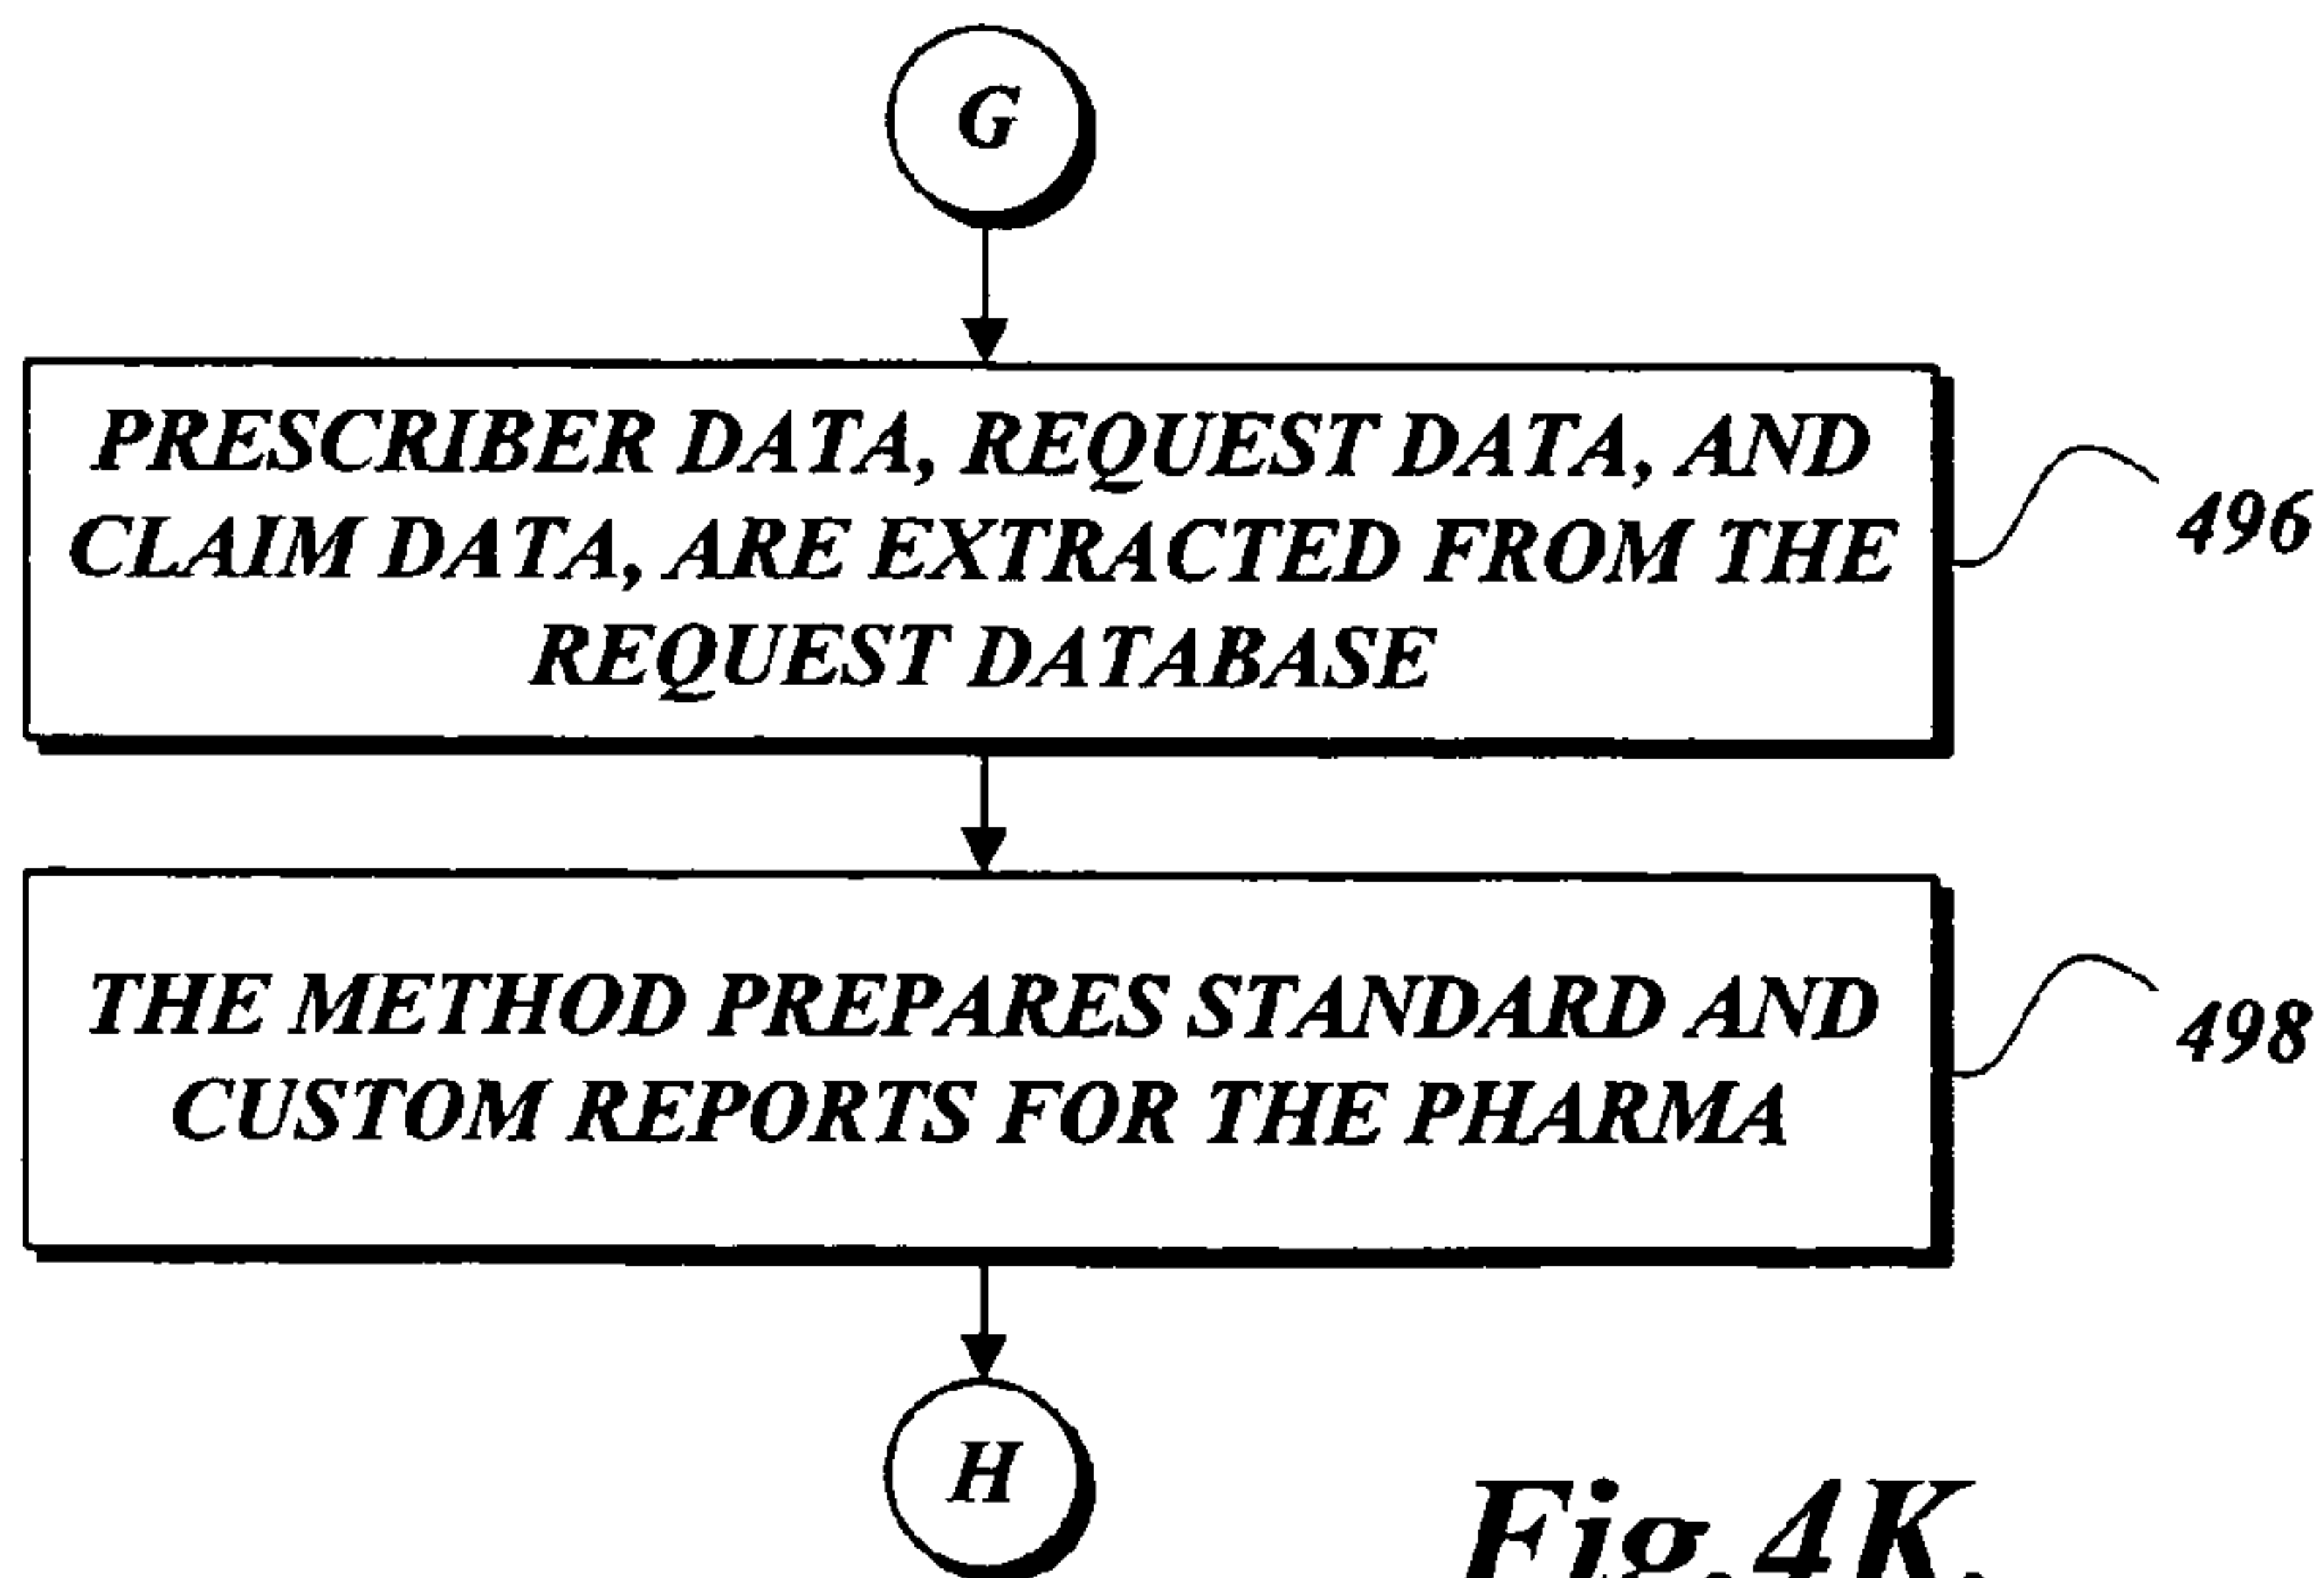 G
PRESCRIBER DATA, REQUEST DATA, AND
CLAIM DATA, ARE EXTRACTED FROM THE
REQUEST DATABASE
496
THE METHOD PREPARES STANDARD AND
CUSTOM REPORTS FOR THE PHARMA
498
H
Fig.4K.